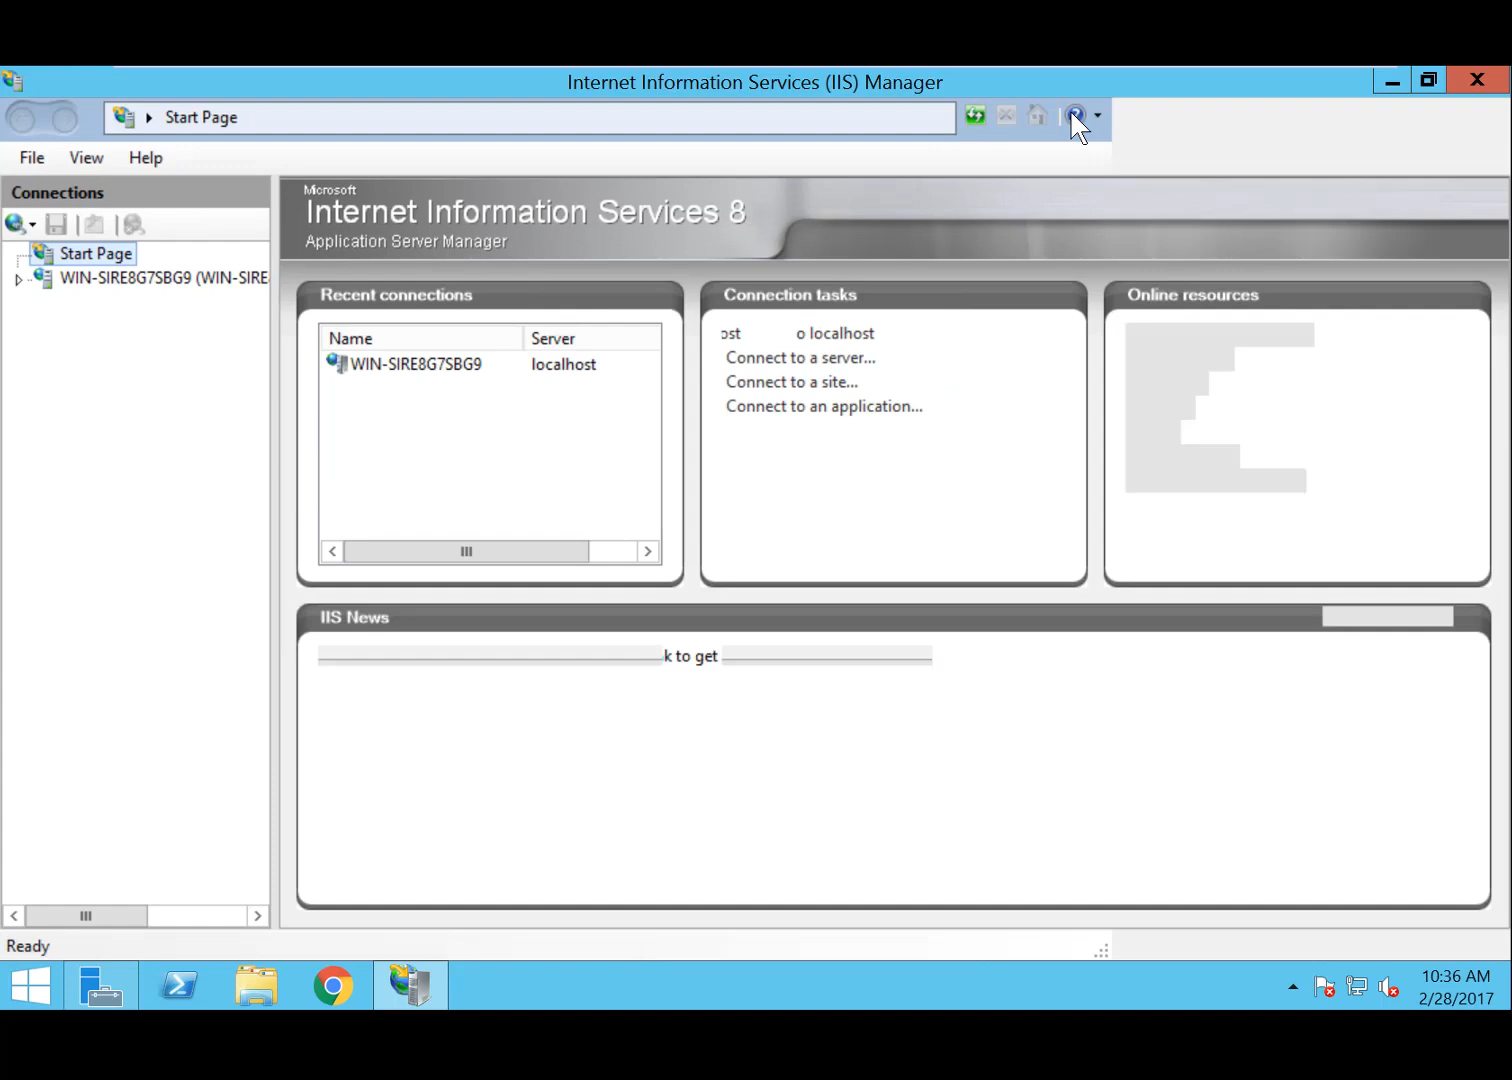 Internet Information Services (IIS) Manager
Start Page
File View Help
Connections
Start Page
WIN-SIRE8G7SBG9 (WIN-SIRE
Microsoft
Internet Information Services 8
Application Server Manager
Recent connections
Name Server
WIN-SIRE8G7SBG9 localhost
Connection tasks
ost o localhost
Connect to a server...
Connect to a site...
Connect to an application...
Online resources
IIS News
k to get
Ready
10:36 AM
2/28/2017